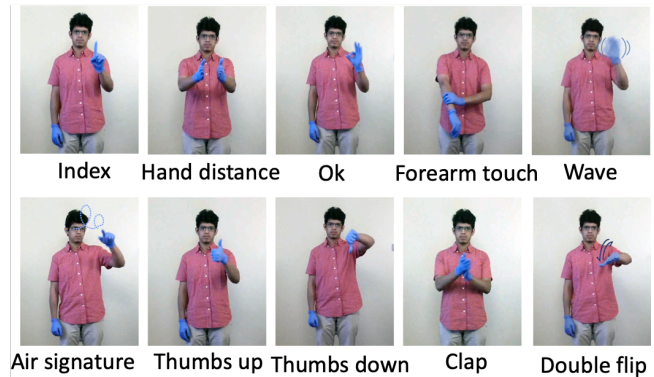 Index Hand distance Ok Forearm touch Wave
Air signature Thumbs up Thumbs down Clap Double flip